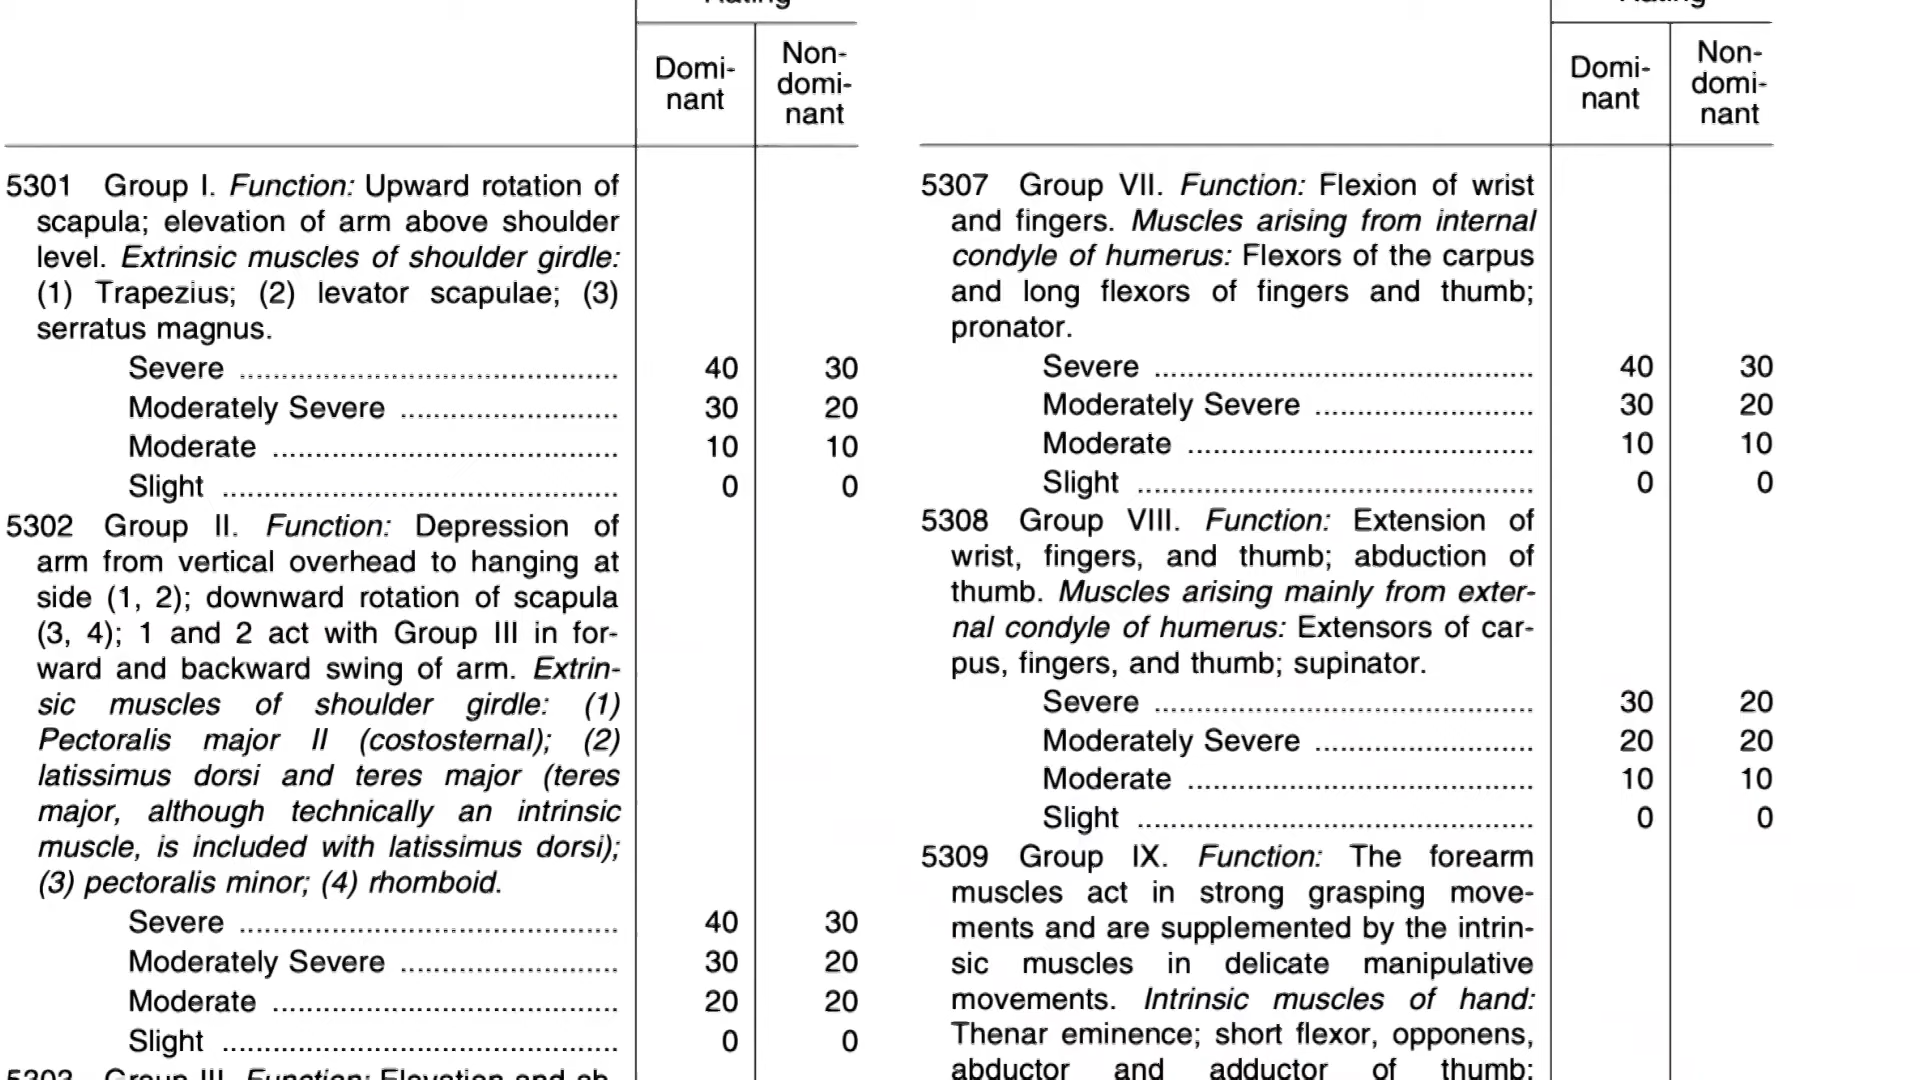 Rating
Domi-
nant
Non-
domi-
nant
5301 Group I. Function: Upward rotation of
scapula; elevation of arm above shoulder
level. Extrinsic muscles of shoulder girdle:
(1) Trapezius; (2) levator scapulae; (3)
serratus magnus.
Severe ............................................. 40 30
Moderately Severe .......................... 30 20
Moderate ......................................... 10 10
Slight ............................................... 0 0
5302 Group II. Function: Depression of
arm from vertical overhead to hanging at
side (1, 2); downward rotation of scapula
(3, 4); 1 and 2 act with Group III in for-
ward and backward swing of arm. Extrin-
sic muscles of shoulder girdle: (1)
Pectoralis major II (costosternal); (2)
latissimus dorsi and teres major (teres
major, although technically an intrinsic
muscle, is included with latissimus dorsi);
(3) pectoralis minor; (4) rhomboid.
Severe ............................................. 40 30
Moderately Severe .......................... 30 20
Moderate ......................................... 20 20
Slight ............................................... 0 0
5303 Group III. Function: Elevation and ab-
Rating
Domi-
nant
Non-
domi-
nant
5307 Group VII. Function: Flexion of wrist
and fingers. Muscles arising from internal
condyle of humerus: Flexors of the carpus
and long flexors of fingers and thumb;
pronator.
Severe ............................................. 40 30
Moderately Severe .......................... 30 20
Moderate ......................................... 10 10
Slight ............................................... 0 0
5308 Group VIII. Function: Extension of
wrist, fingers, and thumb; abduction of
thumb. Muscles arising mainly from exter-
nal condyle of humerus: Extensors of car-
pus, fingers, and thumb; supinator.
Severe ............................................. 30 20
Moderately Severe .......................... 20 20
Moderate ......................................... 10 10
Slight ............................................... 0 0
5309 Group IX. Function: The forearm
muscles act in strong grasping move-
ments and are supplemented by the intrin-
sic muscles in delicate manipulative
movements. Intrinsic muscles of hand:
Thenar eminence; short flexor, opponens,
abductor and adductor of thumb;